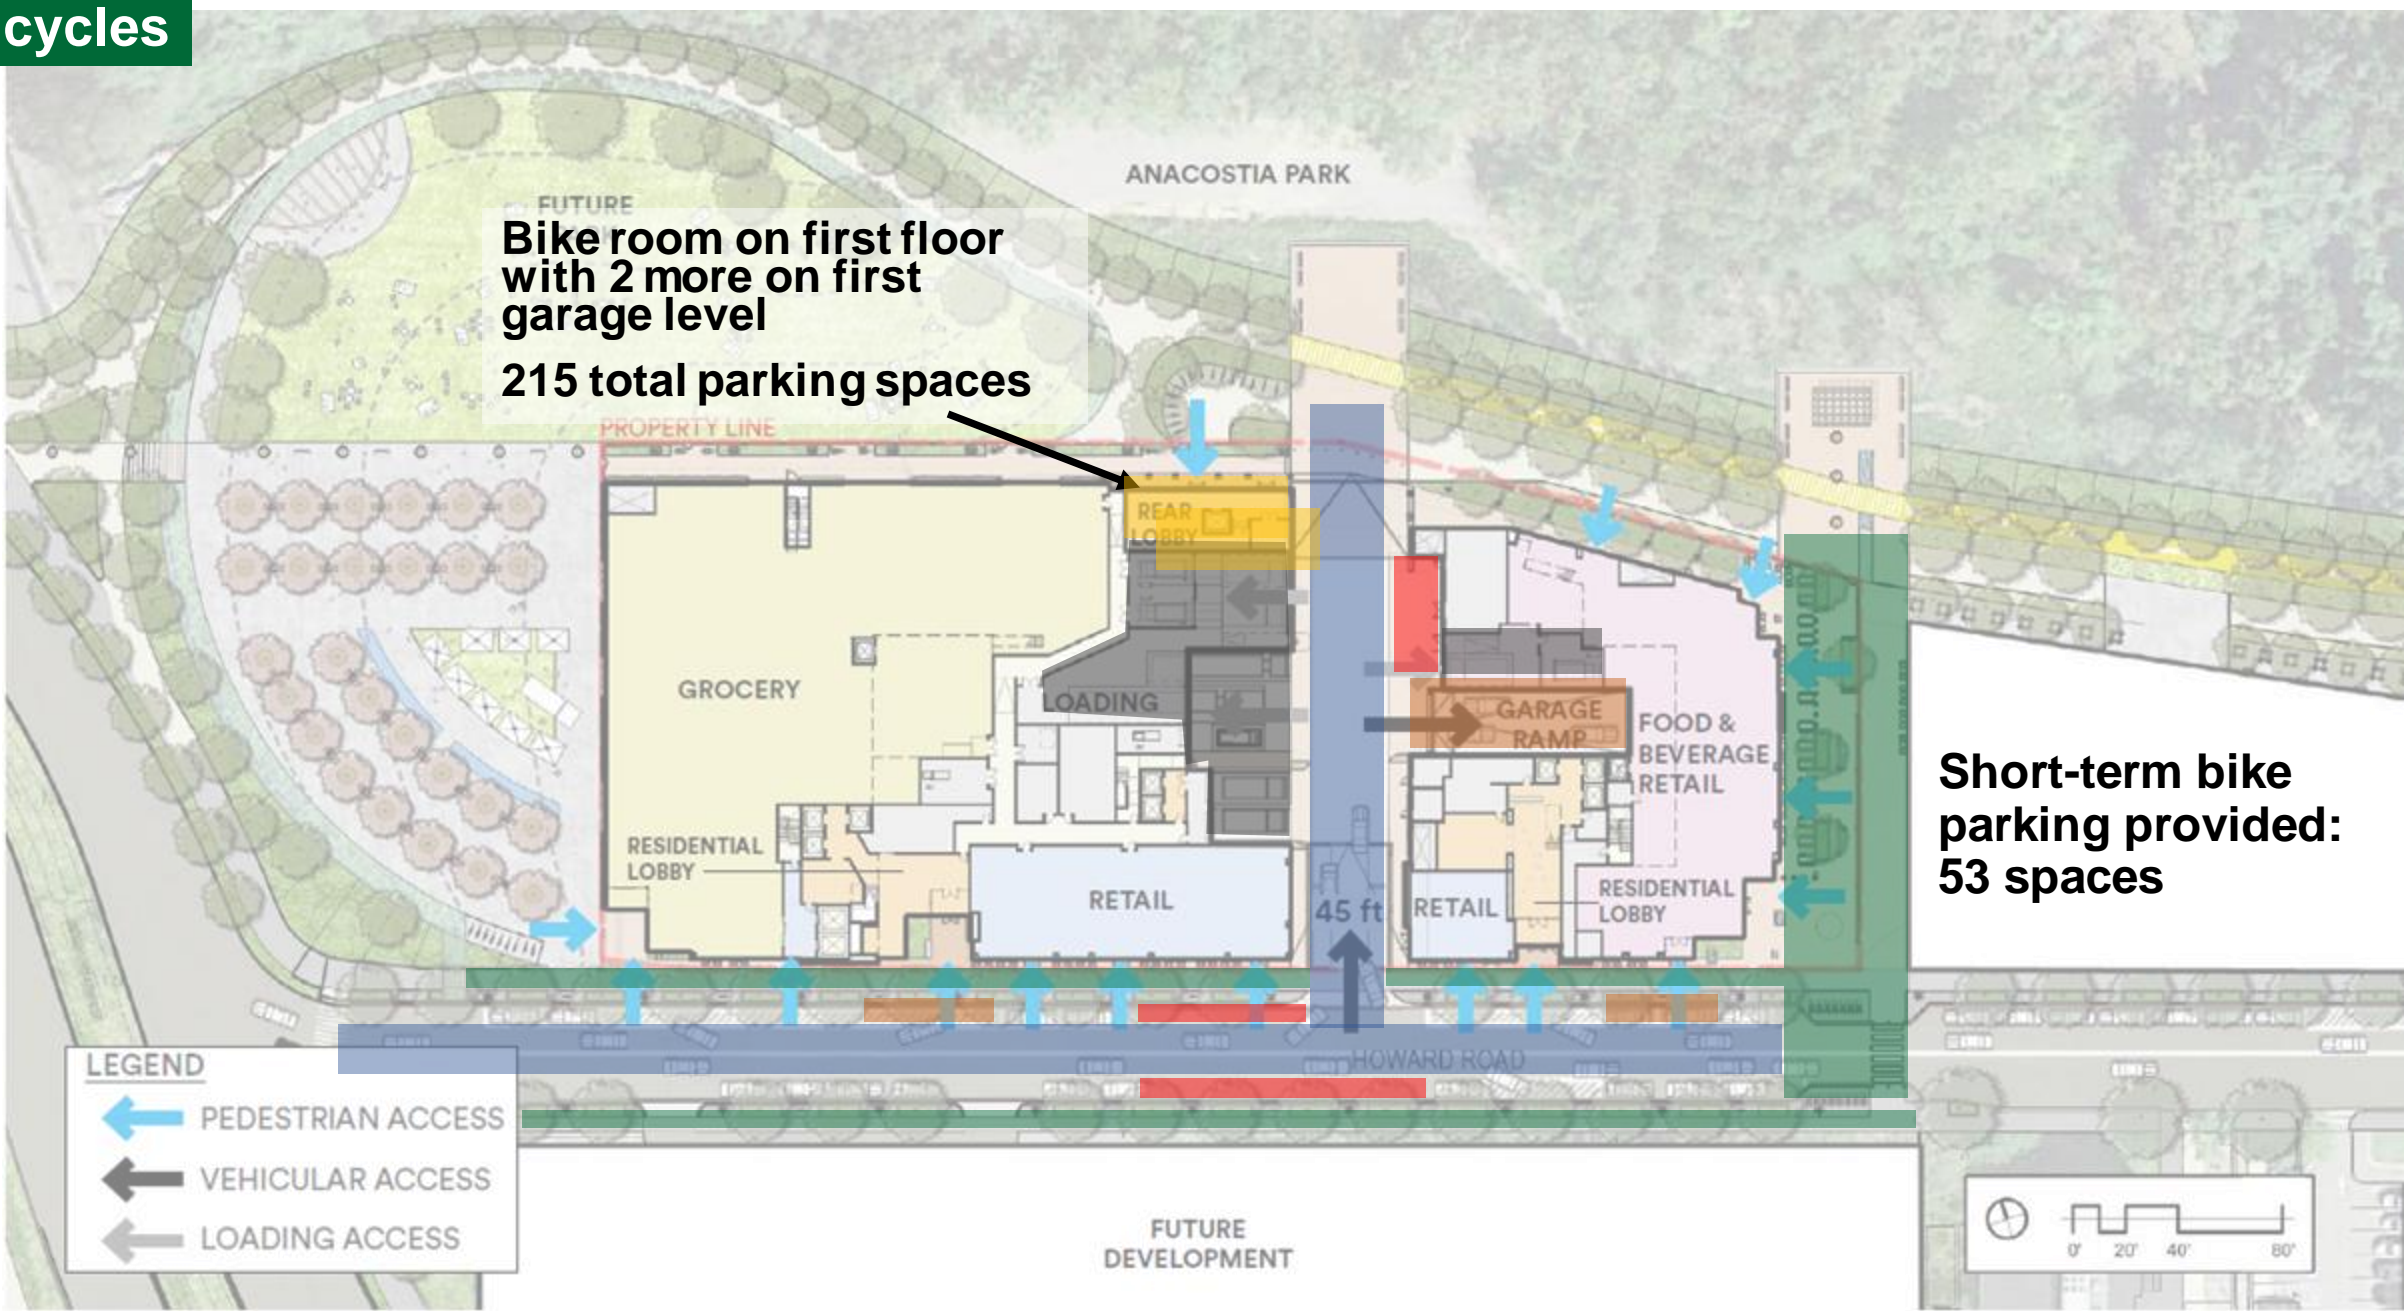 cycles
ANACOSTIA PARK
FUTURE
Bike room on first floor
with 2 more on first
garage level
215 total parking spaces
PROPERTY LINE
REAR
LOBBY
GROCERY
LOADING
GARAGE
RAMP
FOOD &
BEVERAGE
RETAIL
Short-term bike
parking provided:
53 spaces
RESIDENTIAL
LOBBY
RETAIL
45 ft
RETAIL
RESIDENTIAL
LOBBY
HOWARD ROAD
LEGEND
PEDESTRIAN ACCESS
VEHICULAR ACCESS
LOADING ACCESS
FUTURE
DEVELOPMENT
0' 20' 40' 80'